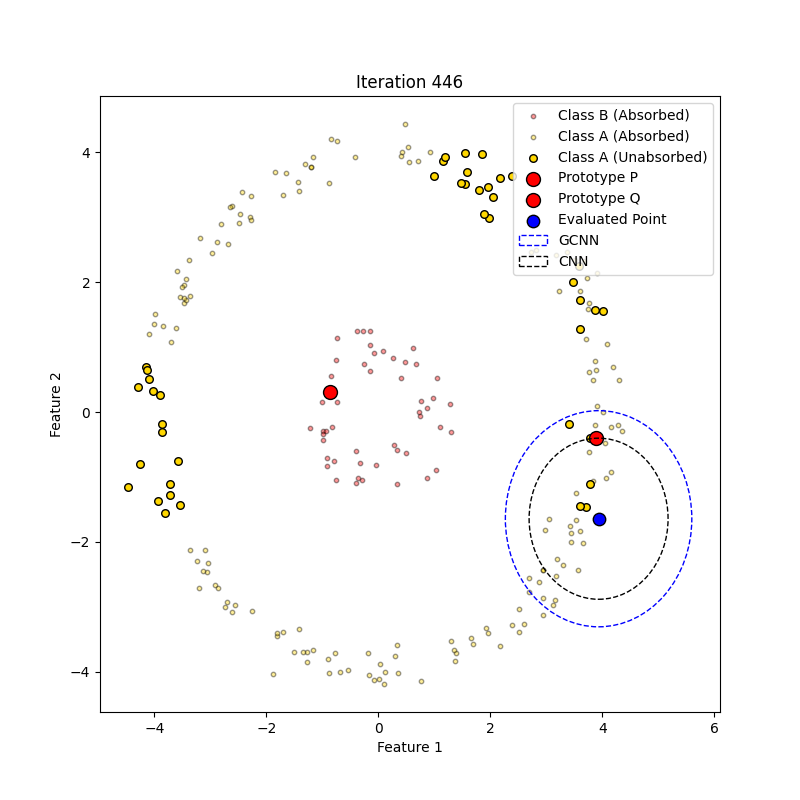 Iteration 446
Class B (Absorbed)
Class A (Absorbed)
Class A (Unabsorbed)
Prototype P
Prototype Q
Evaluated Point
GCNN
CNN
Feature 2
4
2
0
−2
−4
−4
−2
0
2
4
6
Feature 1